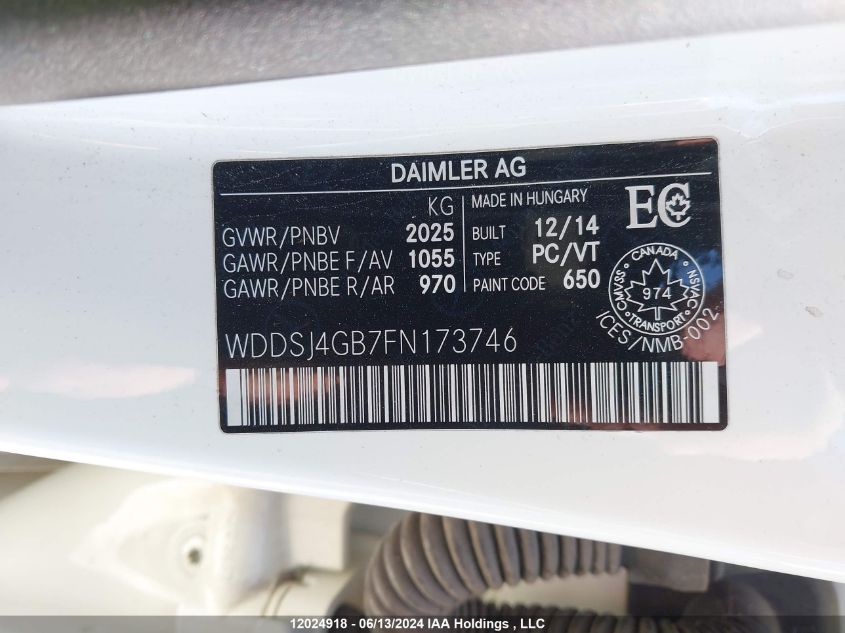 DAIMLER AG
KG
GVWR/PNBV 2025
GAWR/PNBE F/AV 1055
GAWR/PNBE R/AR 970
MADE IN HUNGARY
BUILT 12/14
TYPE PC/VT
PAINT CODE 650
EC
CANADA
CMVSS 974 NSVAC
TRANSPORT
ICES/NMB-002
WDDSJ4GB7FN173746
12024918 - 06/13/2024 IAA Holdings, LLC